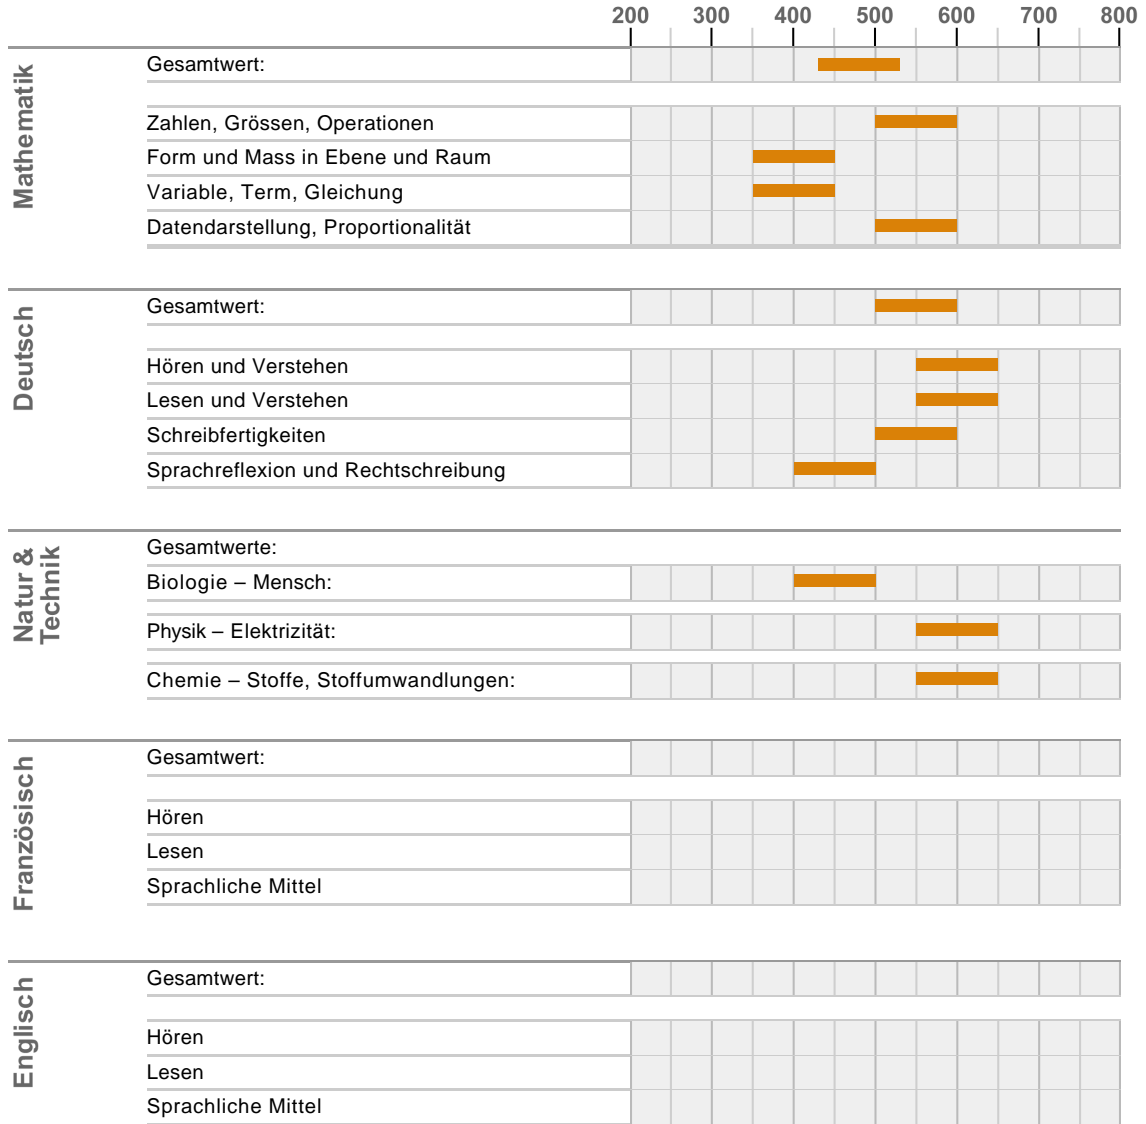 200 300 400 500 600 700 800
Mathematik
Gesamtwert:
Zahlen, Grössen, Operationen
Form und Mass in Ebene und Raum
Variable, Term, Gleichung
Datendarstellung, Proportionalität
Deutsch
Gesamtwert:
Hören und Verstehen
Lesen und Verstehen
Schreibfertigkeiten
Sprachreflexion und Rechtschreibung
Natur &
Technik
Gesamtwerte:
Biologie – Mensch:
Physik – Elektrizität:
Chemie – Stoffe, Stoffumwandlungen:
Französisch
Gesamtwert:
Hören
Lesen
Sprachliche Mittel
Englisch
Gesamtwert:
Hören
Lesen
Sprachliche Mittel